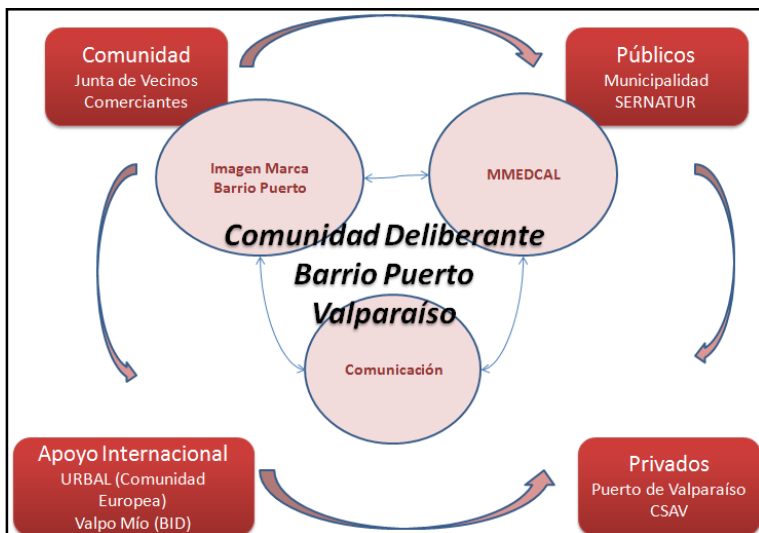 Comunidad
Junta de Vecinos
Comerciantes
Públicos
Municipalidad
SERNATUR
Imagen Marca
Barrio Puerto
MMEDCAL
Comunidad Deliberante
Barrio Puerto
Valparaíso
Comunicación
Apoyo Internacional
URBAL (Comunidad
Europea)
Valpo Mío (BID)
Privados
Puerto de Valparaíso
CSAV